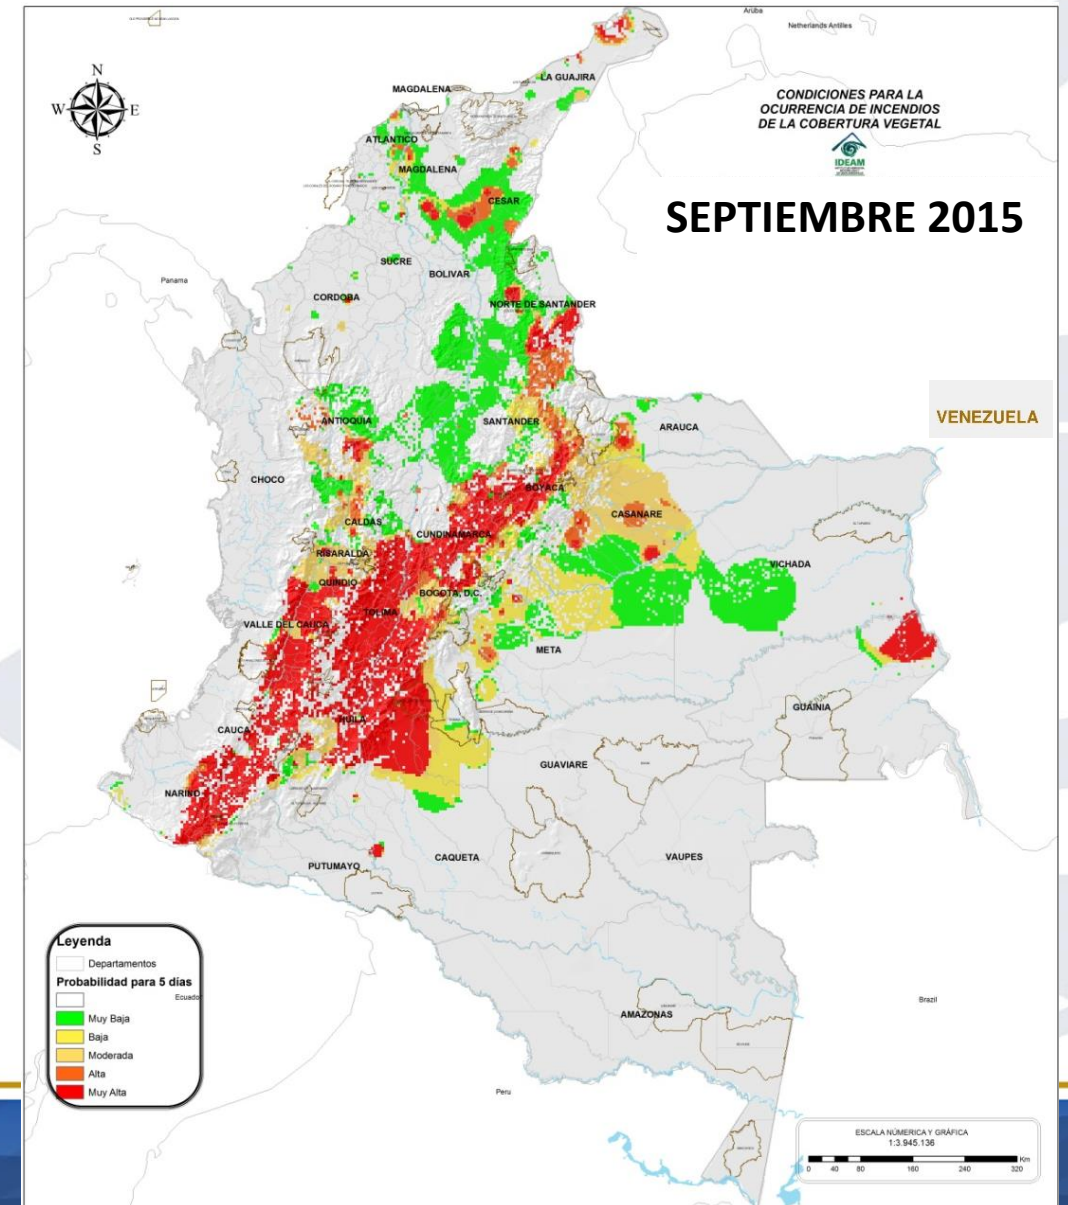 Aruba
Netherlands Antilles
N
W
E
S
CONDICIONES PARA LA
OCURRENCIA DE INCENDIOS
DE LA COBERTURA VEGETAL
IDEAM
SEPTIEMBRE 2015
LA GUAJIRA
MAGDALENA
ATLANTICO
MAGDALENA
CESAR
SUCRE
BOLIVAR
Panama
CORDOBA
NORTE DE SANTANDER
VENEZUELA
ANTIOQUIA
SANTANDER
ARAUCA
CHOCO
BOYACA
CASANARE
CALDAS
CUNDINAMARCA
RISARALDA
VICHADA
QUINDIO
BOGOTA, D.C.
TOLIMA
VALLE DEL CAUCA
META
GUAINIA
HUILA
CAUCA
GUAVIARE
NARIÑO
CAQUETA
VAUPES
PUTUMAYO
Leyenda
Departamentos
Probabilidad para 5 días
Ecuador
Muy Baja
Baja
Moderada
Alta
Muy Alta
Brazil
AMAZONAS
Peru
ESCALA NÚMERICA Y GRÁFICA
1:3.945.136
Km
0 40 80 160 240 320